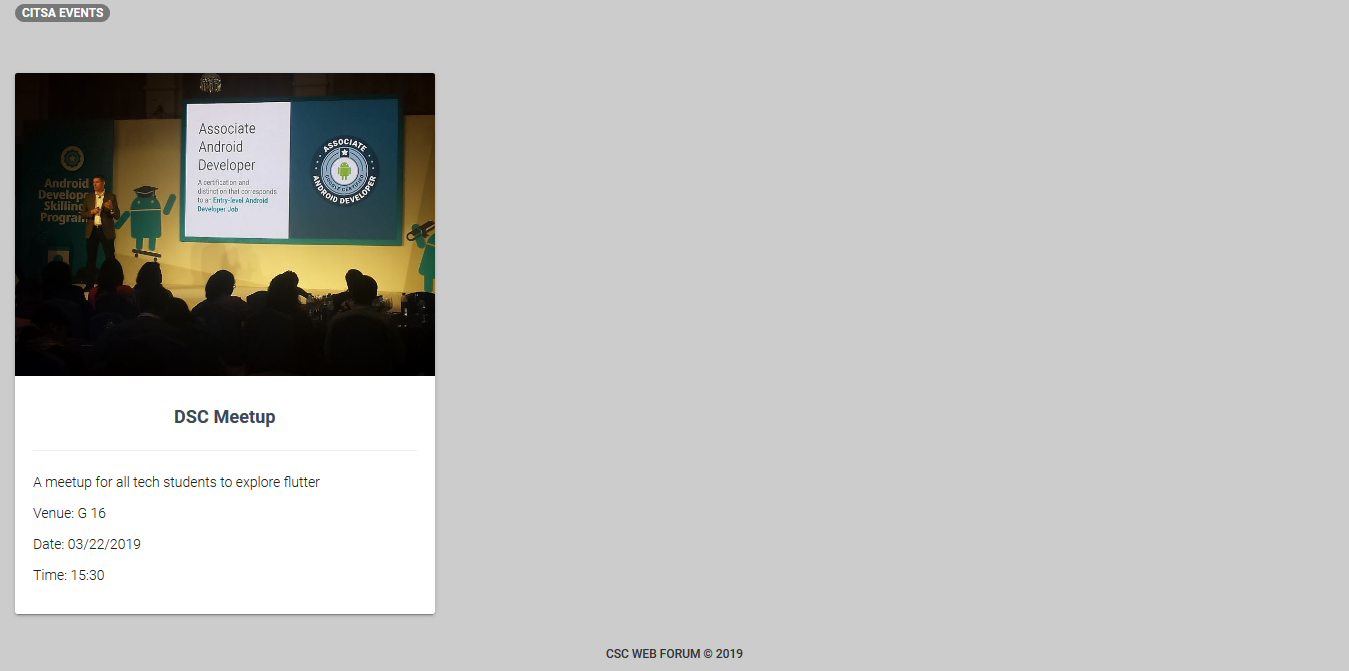 CITSA EVENTS
Associate
Android
Developer
A certification and
distinction that corresponds
to an Entry-level Android
Developer Job
ASSOCIATE
ANDROID DEVELOPER
Android
Developer
Skilling
Program
DSC Meetup
A meetup for all tech students to explore flutter
Venue: G 16
Date: 03/22/2019
Time: 15:30
CSC WEB FORUM © 2019